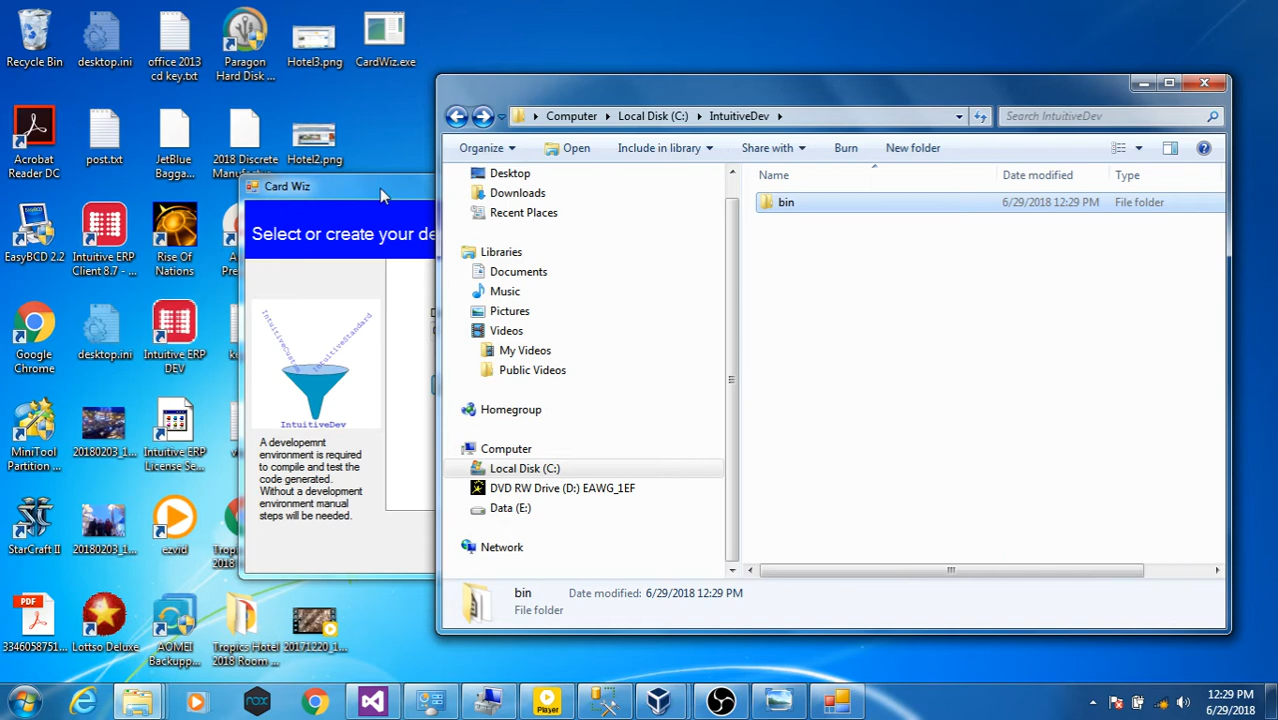 Recycle Bin
desktop.ini
office 2013
cd key.txt
Paragon
Hard Disk ...
Hotel3.png
CardWiz.exe
Acrobat
Reader DC
post.txt
JetBlue
Bagga...
2018 Discrete
Hotel2.png
EasyBCD 2.2
Intuitive ERP
Client 8.7 - ...
Rise Of
Nations
Google
Chrome
desktop.ini
Intuitive ERP
DEV
MiniTool
Partition ...
20180203_1...
Intuitive ERP
License Se...
StarCraft II
20180203_1...
ezvid
3346058751...
Lottso Deluxe
AOMEI
Backupp...
Tropics Hotel
2018 Room ...
20171220_1...
PDF
Card Wiz
Select or create your de
IntuitiveCustom
IntuitiveStandard
IntuitiveDev
A developemnt
environment is required
to compile and test the
code generated.
Without a development
environment manual
steps will be needed.
Computer
Local Disk (C:)
IntuitiveDev
Search IntuitiveDev
Organize
Open
Include in library
Share with
Burn
New folder
Desktop
Downloads
Recent Places
Libraries
Documents
Music
Pictures
Videos
My Videos
Public Videos
Homegroup
Computer
Local Disk (C:)
DVD RW Drive (D:) EAWG_1EF
Data (E:)
Network
Name
Date modified
Type
bin
6/29/2018 12:29 PM
File folder
bin
Date modified: 6/29/2018 12:29 PM
File folder
nox
Player
12:29 PM
6/29/2018